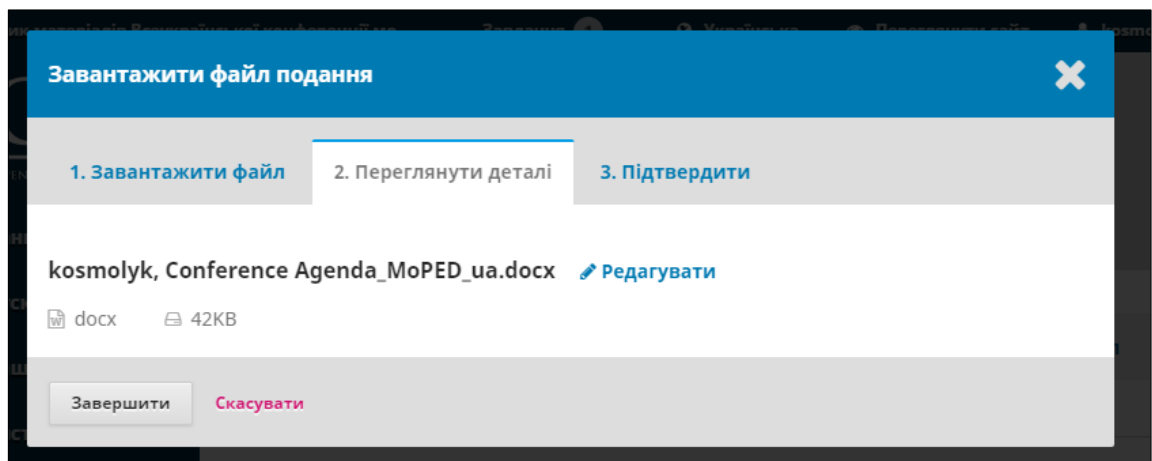 Завантажити файл подання
1. Завантажити файл 2. Переглянути деталі 3. Підтвердити
kosmolyk, Conference Agenda_MoPED_ua.docx Редагувати
docx 42KB
Завершити Скасувати